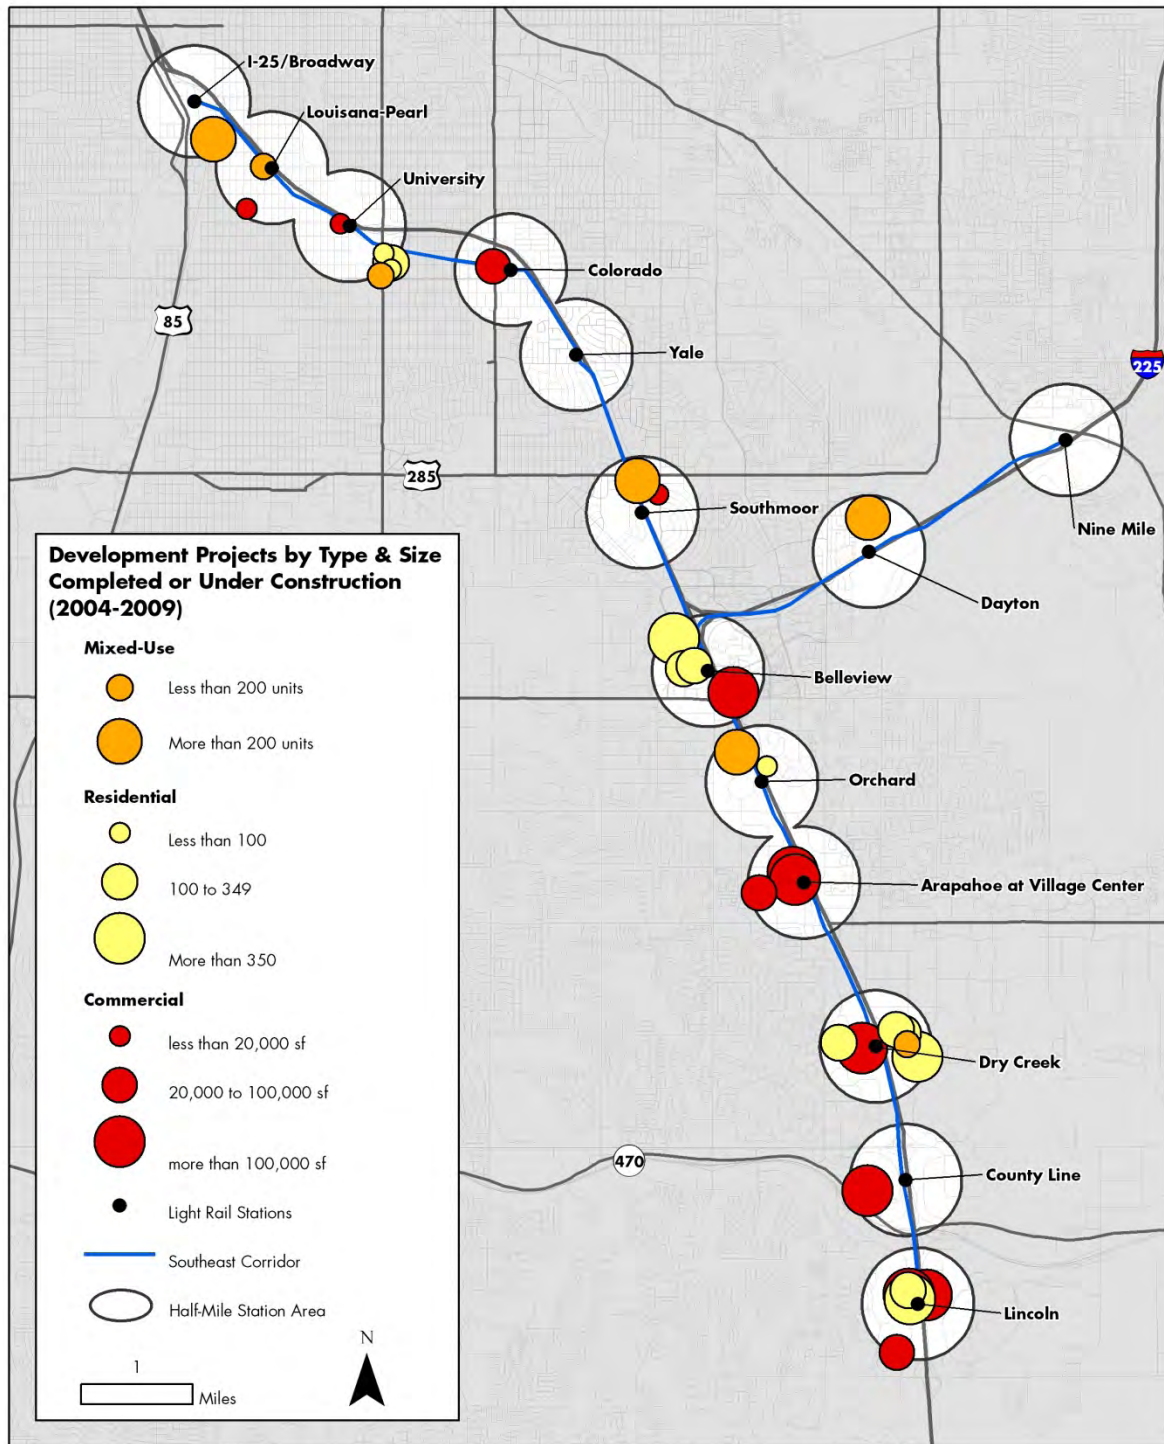 I-25/Broadway
Louisana-Pearl
University
Colorado
85
Yale
225
285
Southmoor
Nine Mile
Dayton
Belleview
Orchard
Arapahoe at Village Center
Dry Creek
470
County Line
Lincoln
Development Projects by Type & Size
Completed or Under Construction
(2004-2009)
Mixed-Use
Less than 200 units
More than 200 units
Residential
Less than 100
100 to 349
More than 350
Commercial
less than 20,000 sf
20,000 to 100,000 sf
more than 100,000 sf
Light Rail Stations
Southeast Corridor
Half-Mile Station Area
N
1
Miles